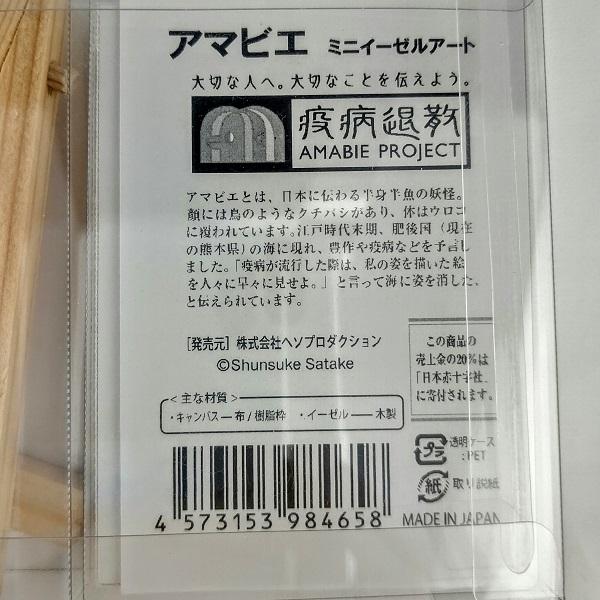 アマビエ ミニイーゼルアート
大切な人へ。大切なことを伝えよう。
疫病退散
AMABIE PROJECT
アマビエとは、日本に伝わる半身半魚の妖怪。
顔には鳥のようなクチバシがあり、体はウロコ
に覆われています。江戸時代末期、肥後国（現在
の熊本県）の海に現れ、豊作や疫病などを予言し
ました。「疫病が流行した際は、私の姿を描いた絵
を人々に早々に見せよ。」と言って海に姿を消した、
と伝えられています。
［発売元］株式会社ヘソプロダクション
©Shunsuke Satake
この商品の
売上金の20%は
「日本赤十字社」
に寄付されます。
＜主な材質＞
・キャンバス―布/樹脂枠 ・イーゼル―木製
プラ 透明ケース
:PET
紙 :取り説紙
4 573153 984658
MADE IN JAPAN